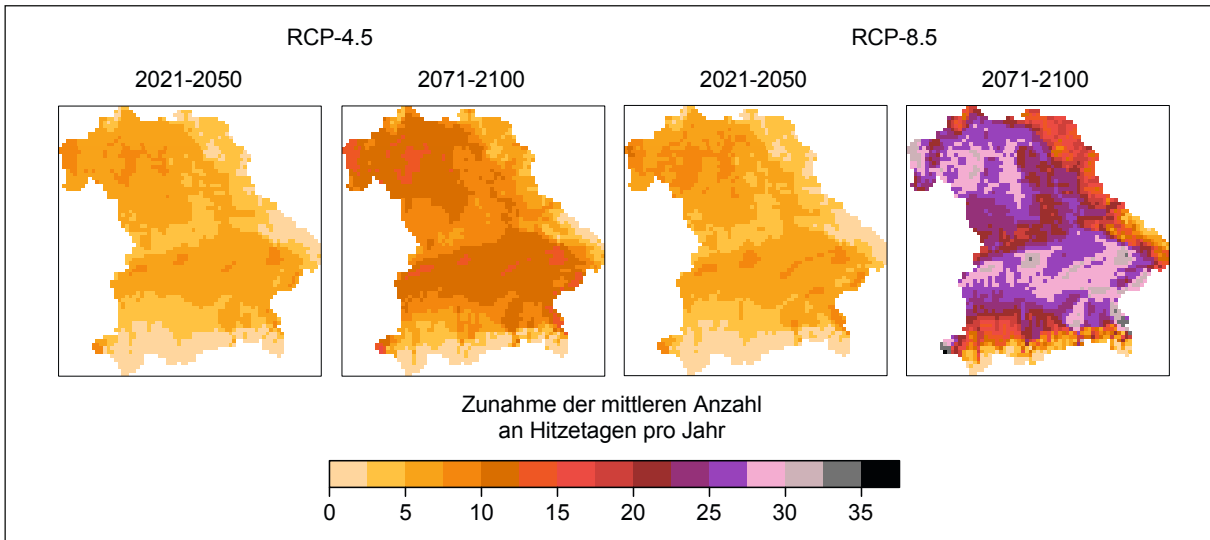 RCP-4.5 RCP-8.5
2021-2050 2071-2100 2021-2050 2071-2100
Zunahme der mittleren Anzahl
an Hitzetagen pro Jahr
0 5 10 15 20 25 30 35